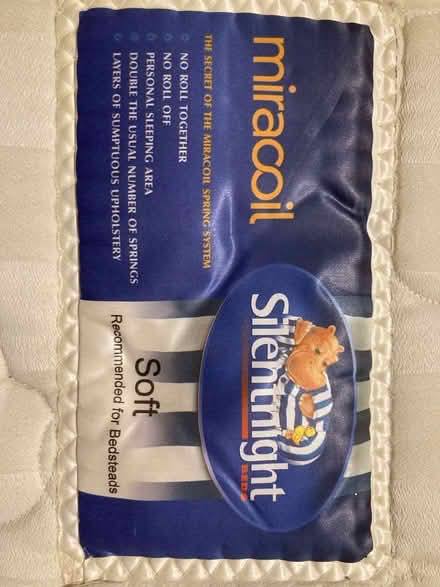 miracoil
THE SECRET OF THE MIRACOIL SPRING SYSTEM
NO ROLL TOGETHER
NO ROLL OFF
PERSONAL SLEEPING AREA
DOUBLE THE USUAL NUMBER OF SPRINGS
LAYERS OF SUMPTUOUS UPHOLSTERY
Silentnight
BEDS
Soft
Recommended for Bedsteads